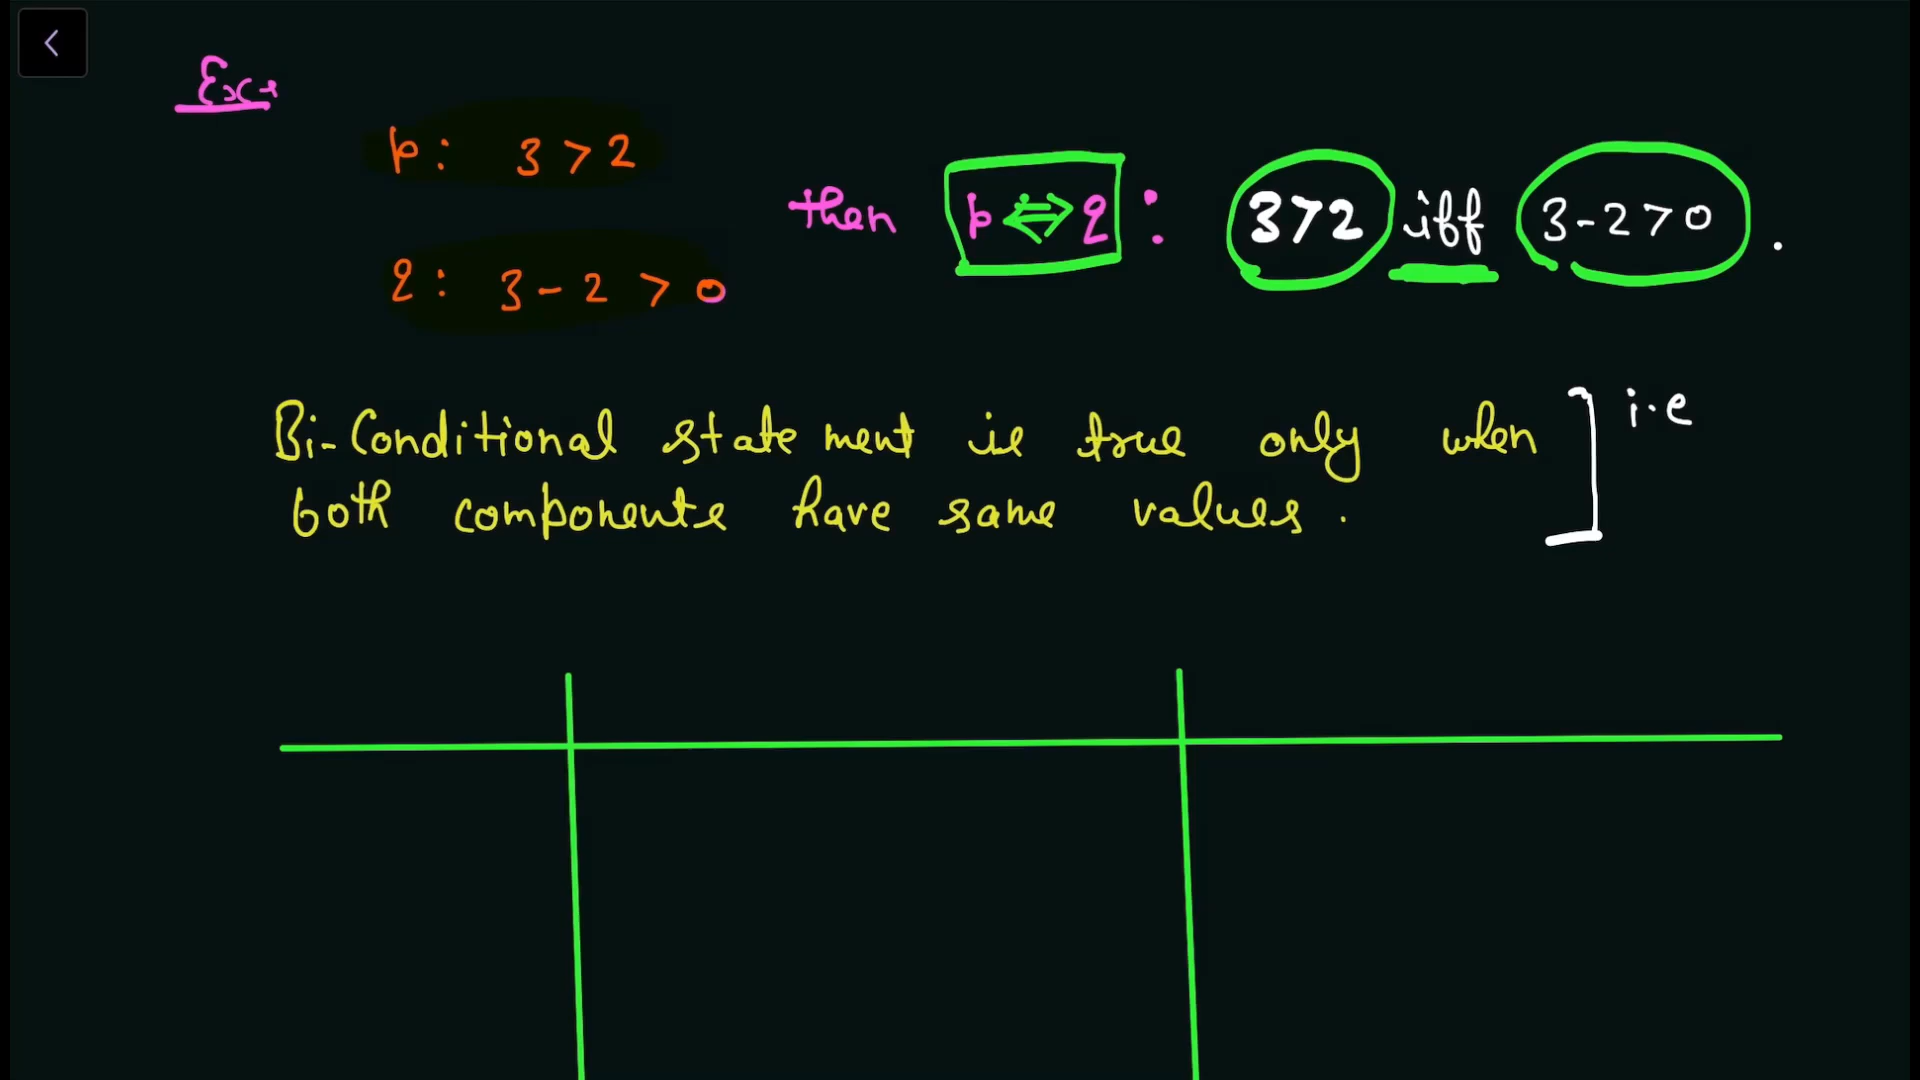 Ex:
p: 3 > 2
then p ⇔ q : 3>2 iff 3-2>0 .
q: 3 - 2 > 0
Bi-Conditional statement is true only when i.e
both components have same values .